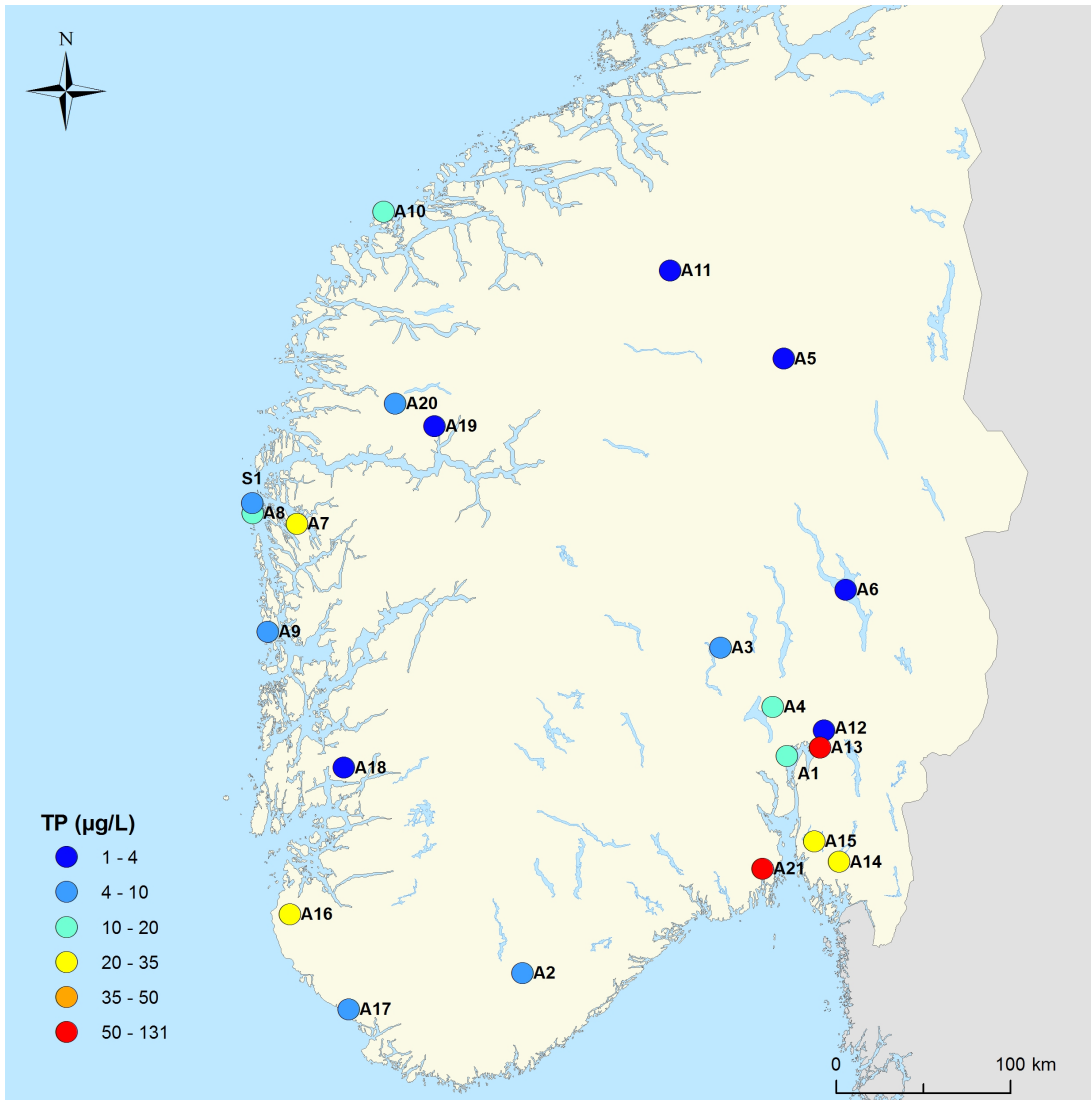 N
A10
A11
A5
A20
A19
S1
A8
A7
A6
A9
A3
A4
A12
A13
A1
A18
TP (µg/L)
1 - 4
4 - 10
10 - 20
20 - 35
35 - 50
50 - 131
A15
A14
A21
A16
A2
A17
0
100 km